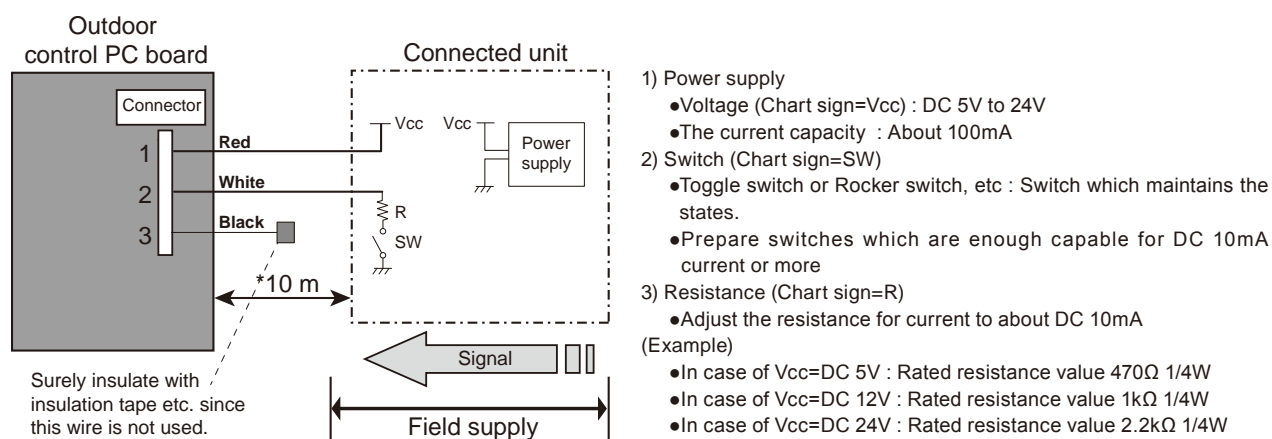 Outdoor
control PC board
Connector
1
2
3
Red
White
Black
*10 m
Surely insulate with
insulation tape etc. since
this wire is not used.
Connected unit
Vcc
Vcc
Power
supply
R
SW
Signal
Field supply
1) Power supply
●Voltage (Chart sign=Vcc) : DC 5V to 24V
●The current capacity : About 100mA
2) Switch (Chart sign=SW)
●Toggle switch or Rocker switch, etc : Switch which maintains the
states.
●Prepare switches which are enough capable for DC 10mA
current or more
3) Resistance (Chart sign=R)
●Adjust the resistance for current to about DC 10mA
(Example)
●In case of Vcc=DC 5V : Rated resistance value 470Ω 1/4W
●In case of Vcc=DC 12V : Rated resistance value 1kΩ 1/4W
●In case of Vcc=DC 24V : Rated resistance value 2.2kΩ 1/4W